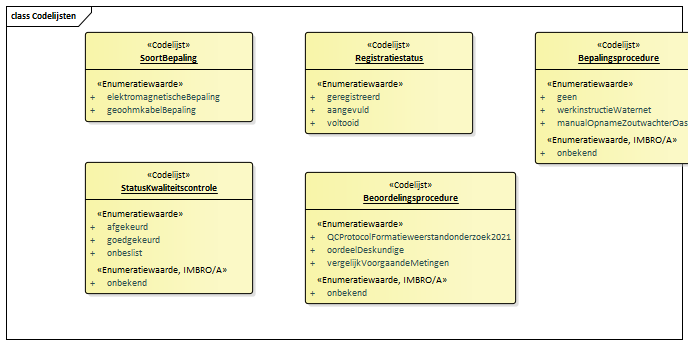 class Codelijsten
«Codelijst»
SoortBepaling
«Enumeratiewaarde»
+ elektromagnetischeBepaling
+ geoohmkabelBepaling
«Codelijst»
Registratiestatus
«Enumeratiewaarde»
+ geregistreerd
+ aangevuld
+ voltooid
«Codelijst»
Bepalingsprocedure
«Enumeratiewaarde»
+ geen
+ werkinstructieWaternet
+ manualOpnameZoutwachterOas
«Enumeratiewaarde, IMBRO/A»
+ onbekend
«Codelijst»
StatusKwaliteitscontrole
«Enumeratiewaarde»
+ afgekeurd
+ goedgekeurd
+ onbeslist
«Enumeratiewaarde, IMBRO/A»
+ onbekend
«Codelijst»
Beoordelingsprocedure
«Enumeratiewaarde»
+ QCProtocolFormatieweerstandonderzoek2021
+ oordeelDeskundige
+ vergelijkVoorgaandeMetingen
«Enumeratiewaarde, IMBRO/A»
+ onbekend